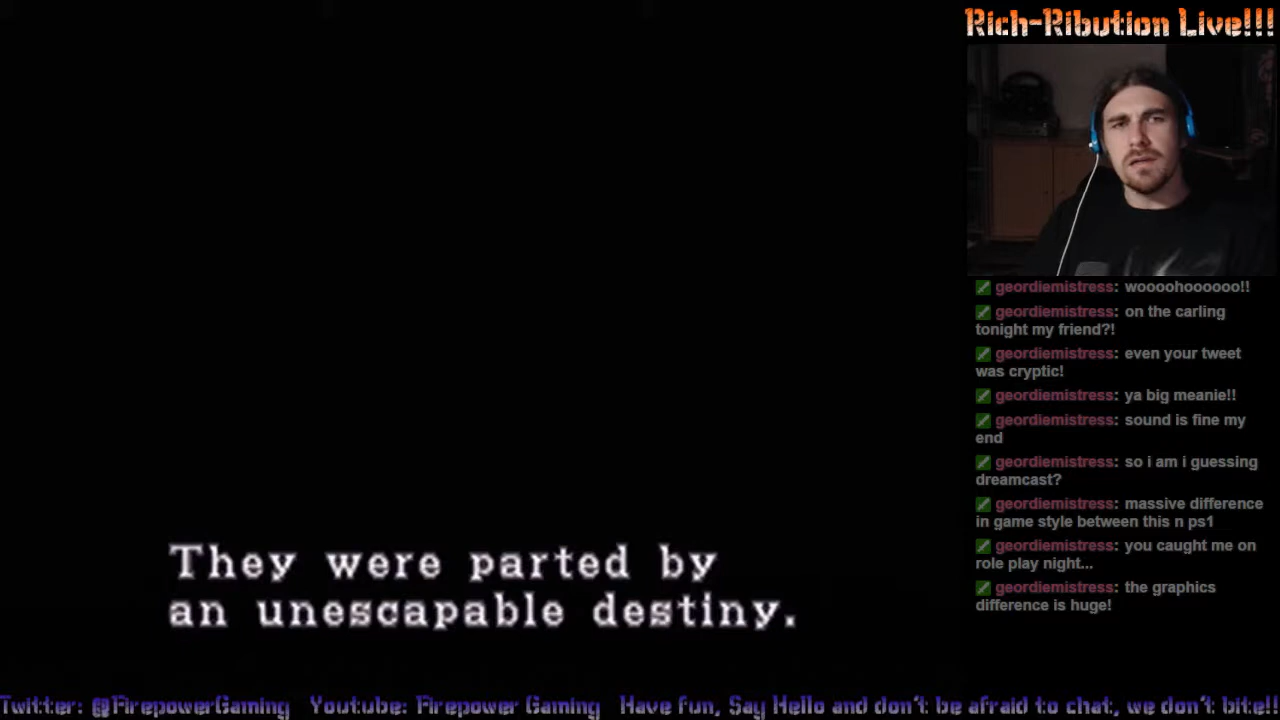 Rich-Ribution Live!!!
geordiemistress: woooohoooooo!!
geordiemistress: on the carling
tonight my friend?!
geordiemistress: even your tweet
was cryptic!
geordiemistress: ya big meanie!!
geordiemistress: sound is fine my
end
geordiemistress: so i am i guessing
dreamcast?
geordiemistress: massive difference
in game style between this n ps1
geordiemistress: you caught me on
role play night...
geordiemistress: the graphics
difference is huge!
They were parted by
an unescapable destiny.
Twitter: @FirepowerGaming Youtube: Firepower Gaming Have fun, Say Hello and don't be afraid to chat, we don't bite!!